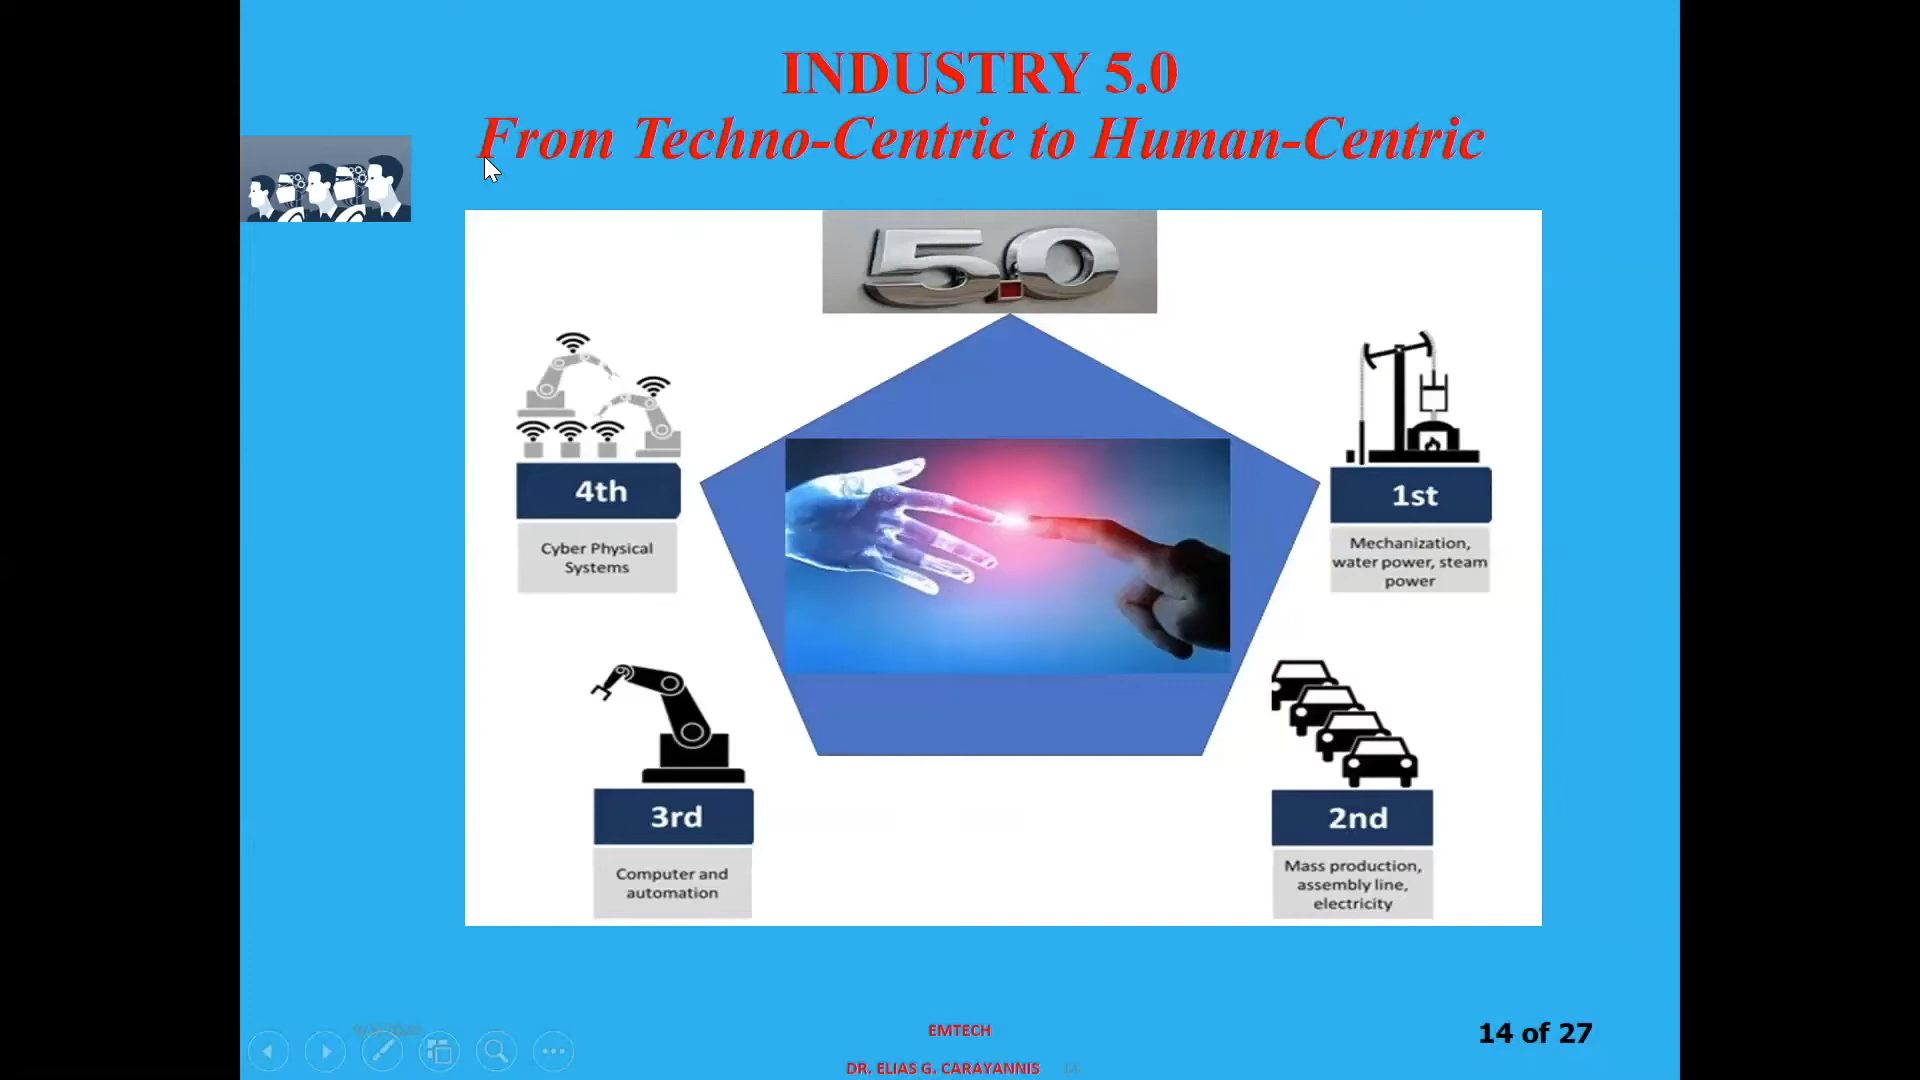 INDUSTRY 5.0
From Techno-Centric to Human-Centric
5.0
4th
Cyber Physical
Systems
1st
Mechanization,
water power, steam
power
3rd
Computer and
automation
2nd
Mass production,
assembly line,
electricity
EMTECH
14 of 27
DR. ELIAS G. CARAYANNIS
14